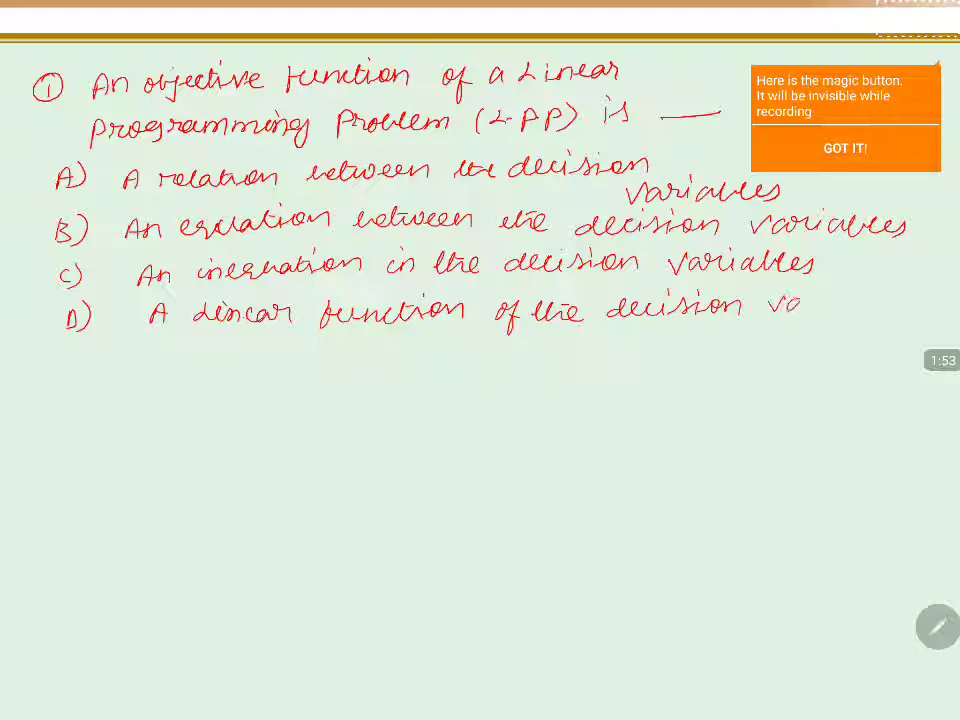 ① An objective function of a Linear
programming Problem (LPP) is ___
A) A relation between the decision
variables
B) An equation between the decision variables
C) An inequation in the decision variables
D) A linear function of the decision va
Here is the magic button.
It will be invisible while
recording
GOT IT!
1:53